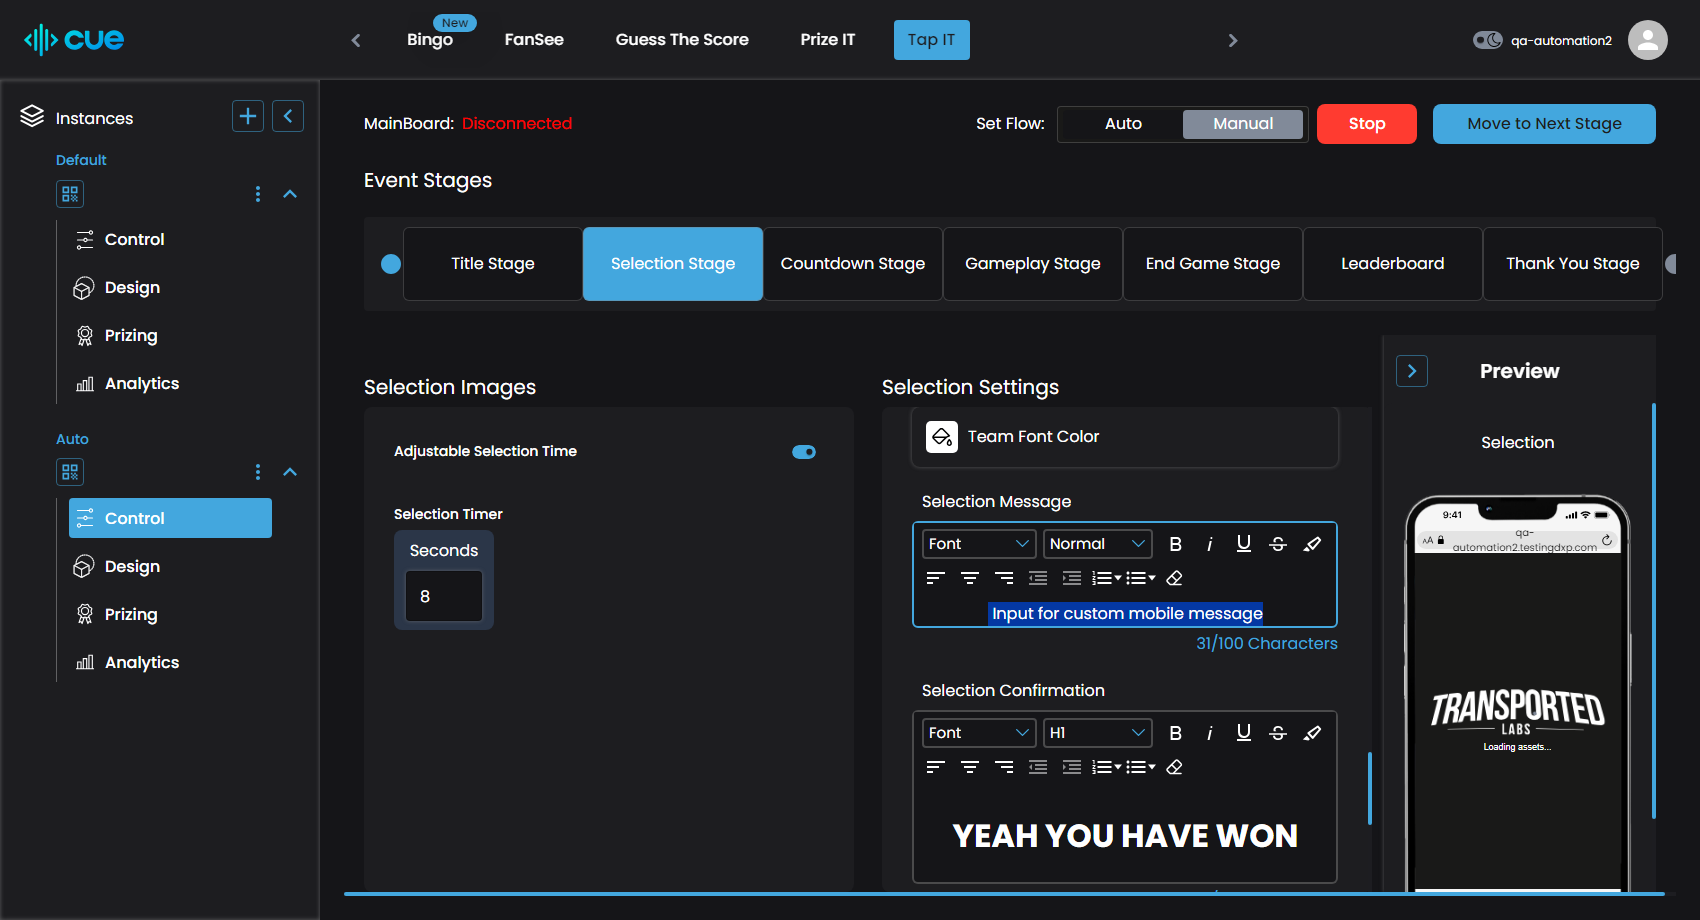 cue
New
Bingo
FanSee
Guess The Score
Prize IT
Tap IT
qa-automation2
Instances
Default
Control
Design
Prizing
Analytics
Auto
Control
Design
Prizing
Analytics
MainBoard: Disconnected
Set Flow:
Auto
Manual
Stop
Move to Next Stage
Event Stages
Title Stage
Selection Stage
Countdown Stage
Gameplay Stage
End Game Stage
Leaderboard
Thank You Stage
Selection Images
Adjustable Selection Time
Selection Timer
Seconds
8
Selection Settings
Team Font Color
Selection Message
Font
Normal
B i U S
Input for custom mobile message
31/100 Characters
Selection Confirmation
Font
H1
B i U S
YEAH YOU HAVE WON
Preview
Selection
9:41
AA
qa-
automation2.testingdxp.com
TRANSPORTED
LABS
Loading assets...